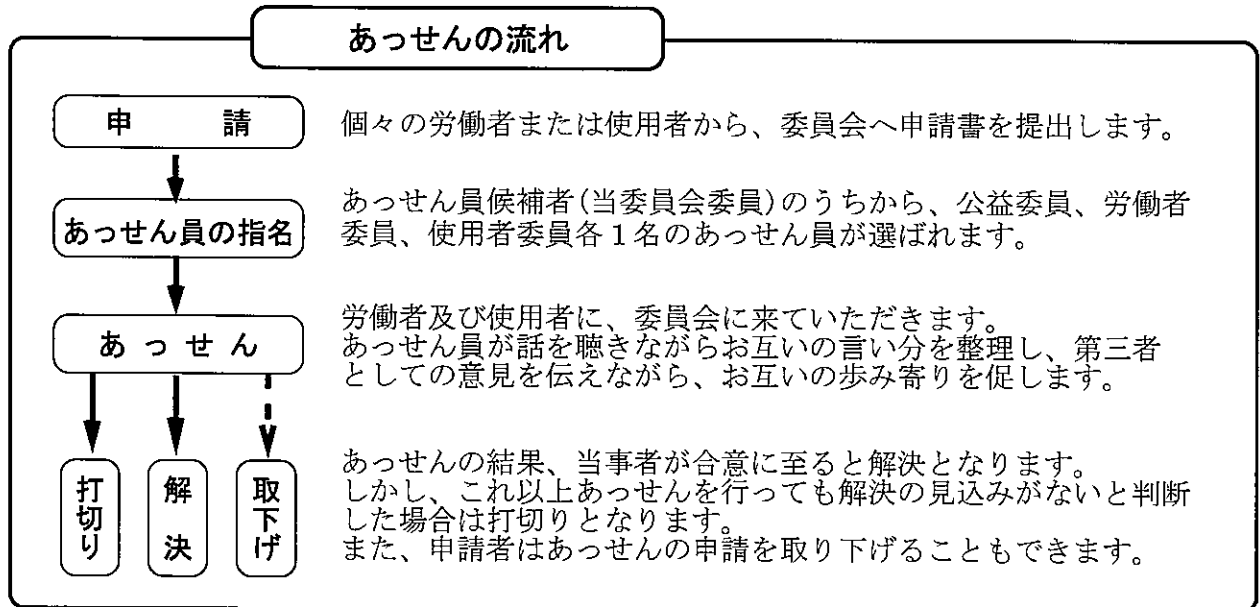 あっせんの流れ
申請
個々の労働者または使用者から、委員会へ申請書を提出します。
あっせん員の指名
あっせん員候補者(当委員会委員)のうちから、公益委員、労働者
委員、使用者委員各1名のあっせん員が選ばれます。
あっせん
労働者及び使用者に、委員会に来ていただきます。
あっせん員が話を聴きながらお互いの言い分を整理し、第三者
としての意見を伝えながら、お互いの歩み寄りを促します。
打切り
解決
取下げ
あっせんの結果、当事者が合意に至ると解決となります。
しかし、これ以上あっせんを行っても解決の見込みがないと判断
した場合は打切りとなります。
また、申請者はあっせんの申請を取り下げることもできます。